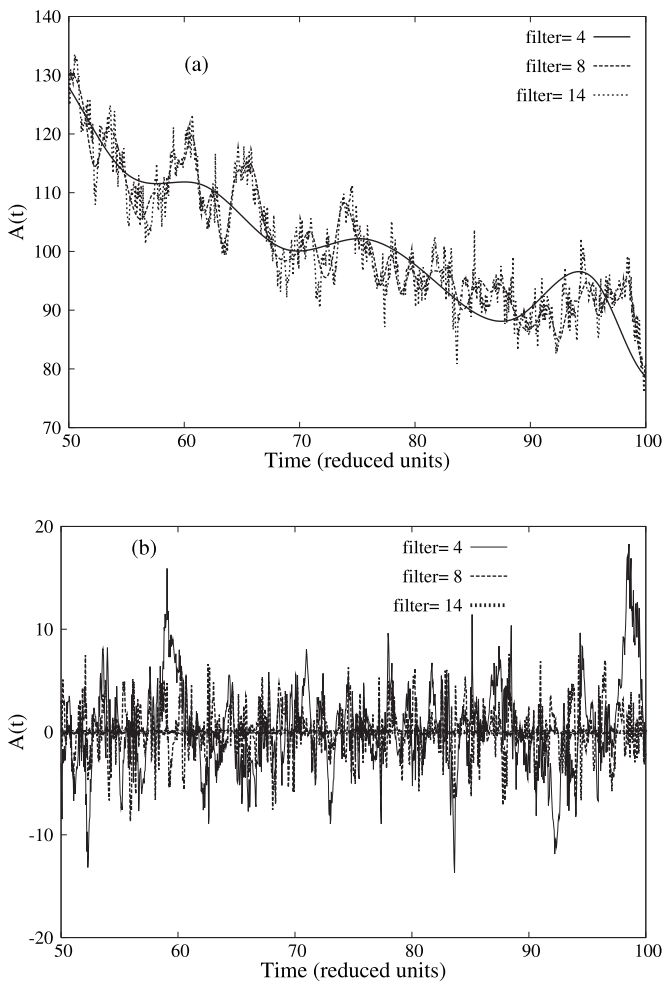 140
130
120
110
100
90
80
70
A(t)
(a)
filter= 4
filter= 8
filter= 14
50 60 70 80 90 100
Time (reduced units)
20
10
0
-10
-20
A(t)
(b)
filter= 4
filter= 8
filter= 14
50 60 70 80 90 100
Time (reduced units)